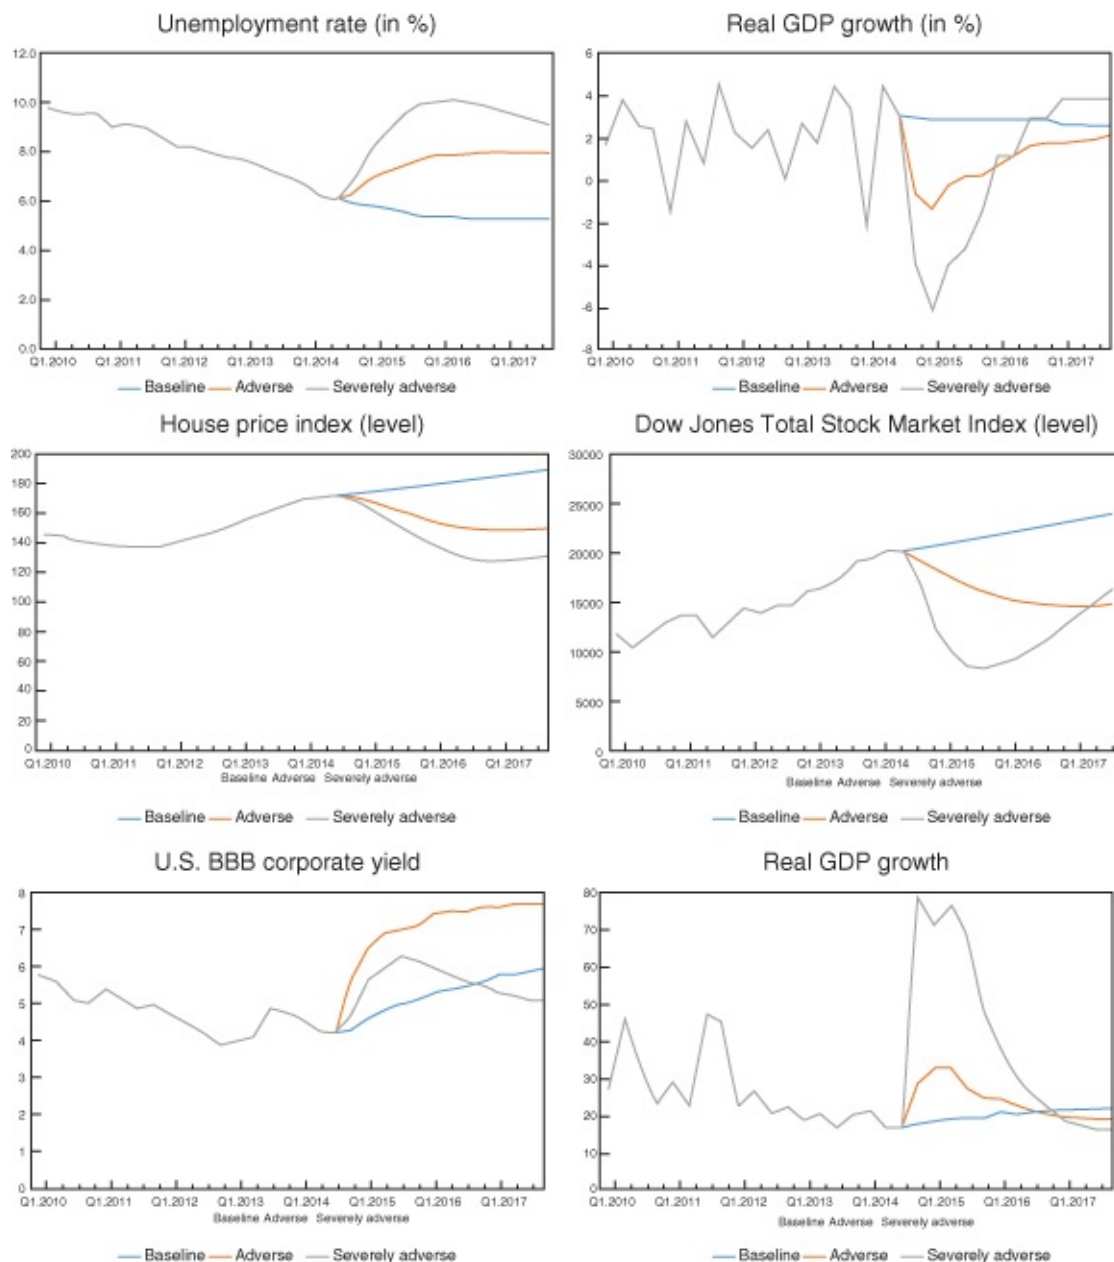 Unemployment rate (in %)
12.0
10.0
8.0
6.0
4.0
2.0
0.0
Q1.2010 Q1.2011 Q1.2012 Q1.2013 Q1.2014 Q1.2015 Q1.2016 Q1.2017
Baseline Adverse Severely adverse
Real GDP growth (in %)
6
4
2
0
-2
-4
-6
-8
Q1.2010 Q1.2011 Q1.2012 Q1.2013 Q1.2014 Q1.2015 Q1.2016 Q1.2017
Baseline Adverse Severely adverse
House price index (level)
200
180
160
140
120
100
80
60
40
20
0
Q1.2010 Q1.2011 Q1.2012 Q1.2013 Q1.2014 Q1.2015 Q1.2016 Q1.2017
Baseline Adverse Severely adverse
Baseline Adverse Severely adverse
Dow Jones Total Stock Market Index (level)
30000
25000
20000
15000
10000
5000
0
Q1.2010 Q1.2011 Q1.2012 Q1.2013 Q1.2014 Q1.2015 Q1.2016 Q1.2017
Baseline Adverse Severely adverse
Baseline Adverse Severely adverse
U.S. BBB corporate yield
8
7
6
5
4
3
2
1
0
Q1.2010 Q1.2011 Q1.2012 Q1.2013 Q1.2014 Q1.2015 Q1.2016 Q1.2017
Baseline Adverse Severely adverse
Baseline Adverse Severely adverse
Real GDP growth
80
70
60
50
40
30
20
10
0
Q1.2010 Q1.2011 Q1.2012 Q1.2013 Q1.2014 Q1.2015 Q1.2016 Q1.2017
Baseline Adverse Severely adverse
Baseline Adverse Severely adverse